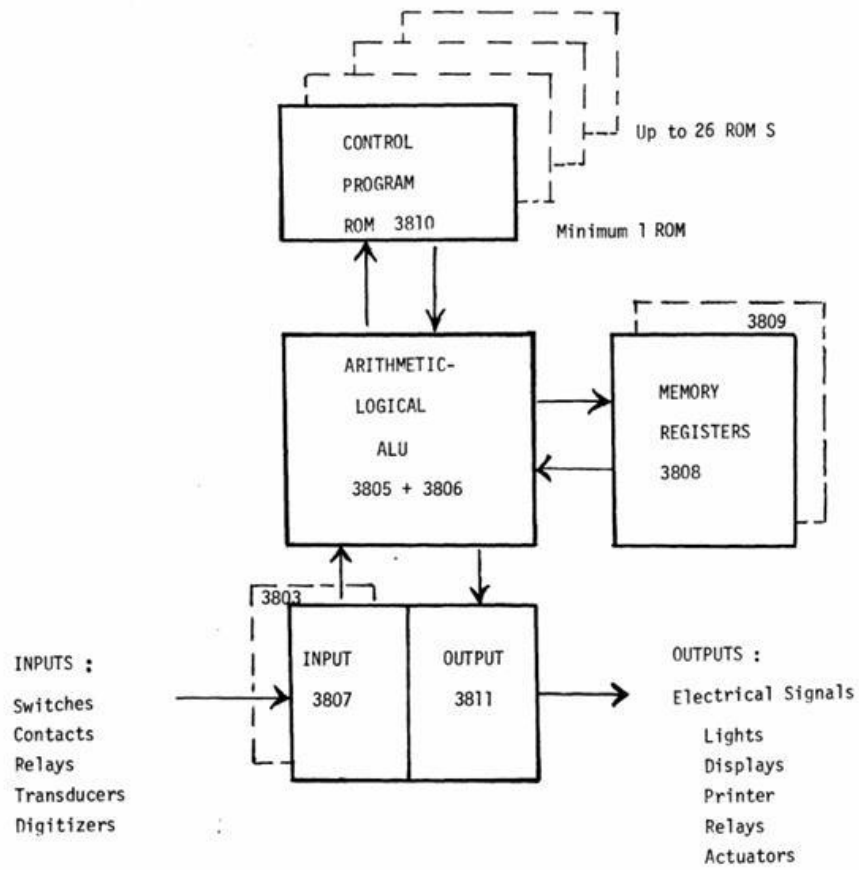 CONTROL
PROGRAM
ROM 3810
Up to 26 ROM S
Minimum 1 ROM
ARITHMETIC-
LOGICAL
ALU
3805 + 3806
3809
MEMORY
REGISTERS
3808
3803
INPUT
3807
OUTPUT
3811
INPUTS :
Switches
Contacts
Relays
Transducers
Digitizers
OUTPUTS :
Electrical Signals
Lights
Displays
Printer
Relays
Actuators